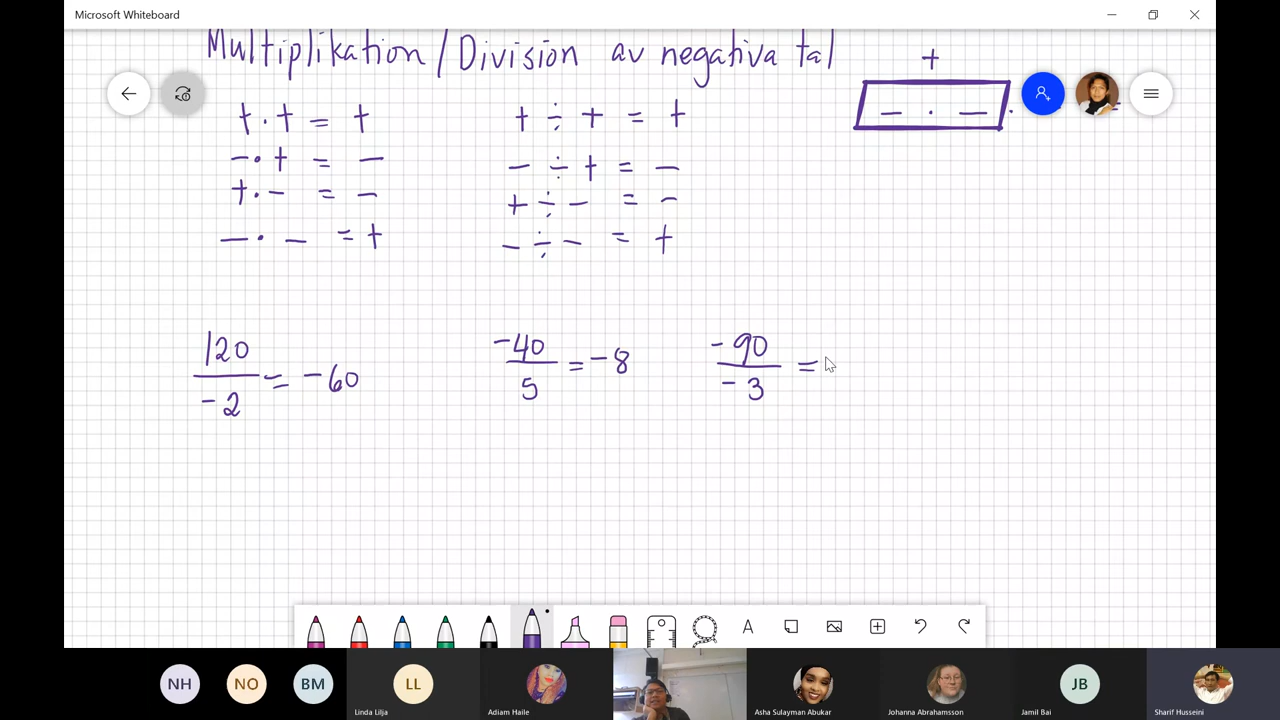 Microsoft Whiteboard
Multiplikation / Division av negativa tal
+
− · − ·
=
+ · + = +
+ ÷ + = +
− · + = −
− ÷ + = −
+ · − = −
+ ÷ − = −
− · − = +
− ÷ − = +
120/-2 = -60
-40/5 = -8
-90/-3 =
A
NH
NO
BM
LL
Linda Lilja
Adiam Haile
Asha Sulayman Abukar
Johanna Abrahamsson
JB
Jamil Bai
Sharif Husseini